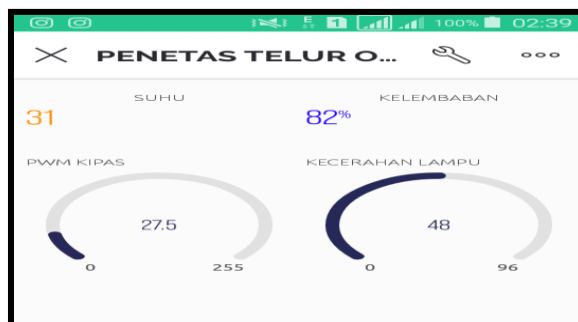 E 1 100% 02:39
PENETAS TELUR O...
SUHU KELEMBABAN
31 82%
PWM KIPAS KECERAHAN LAMPU
27.5 48
0 255 0 96